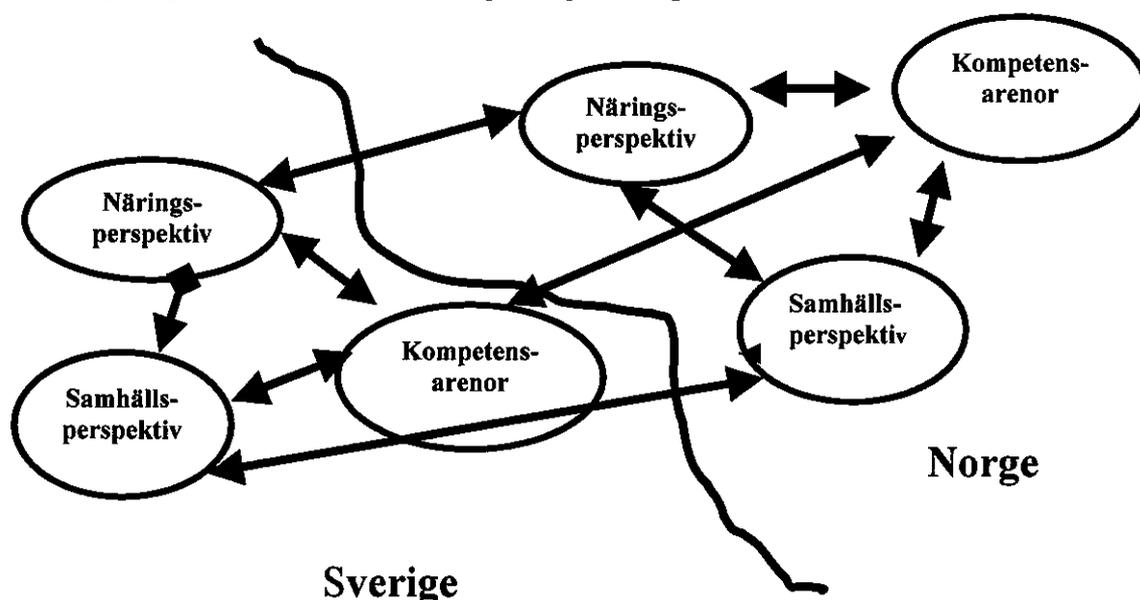 Kompetens-
arenor
Närings-
perspektiv
Närings-
perspektiv
Samhälls-
perspektiv
Kompetens-
arenor
Samhälls-
perspektiv
Norge
Sverige